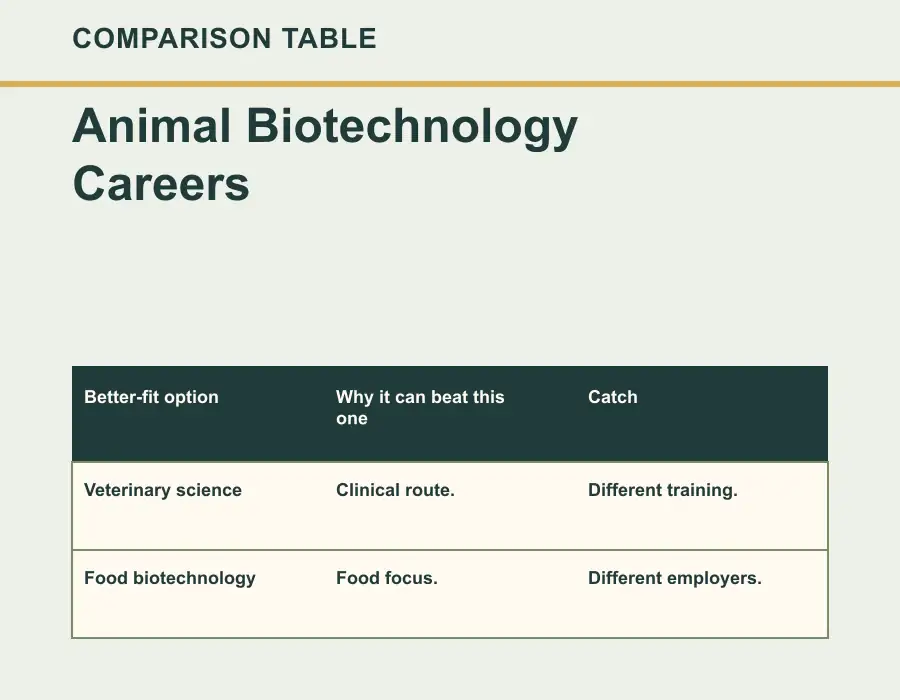 COMPARISON TABLE
Animal Biotechnology
Careers
Better-fit option
Why it can beat this
one
Catch
Veterinary science
Clinical route.
Different training.
Food biotechnology
Food focus.
Different employers.